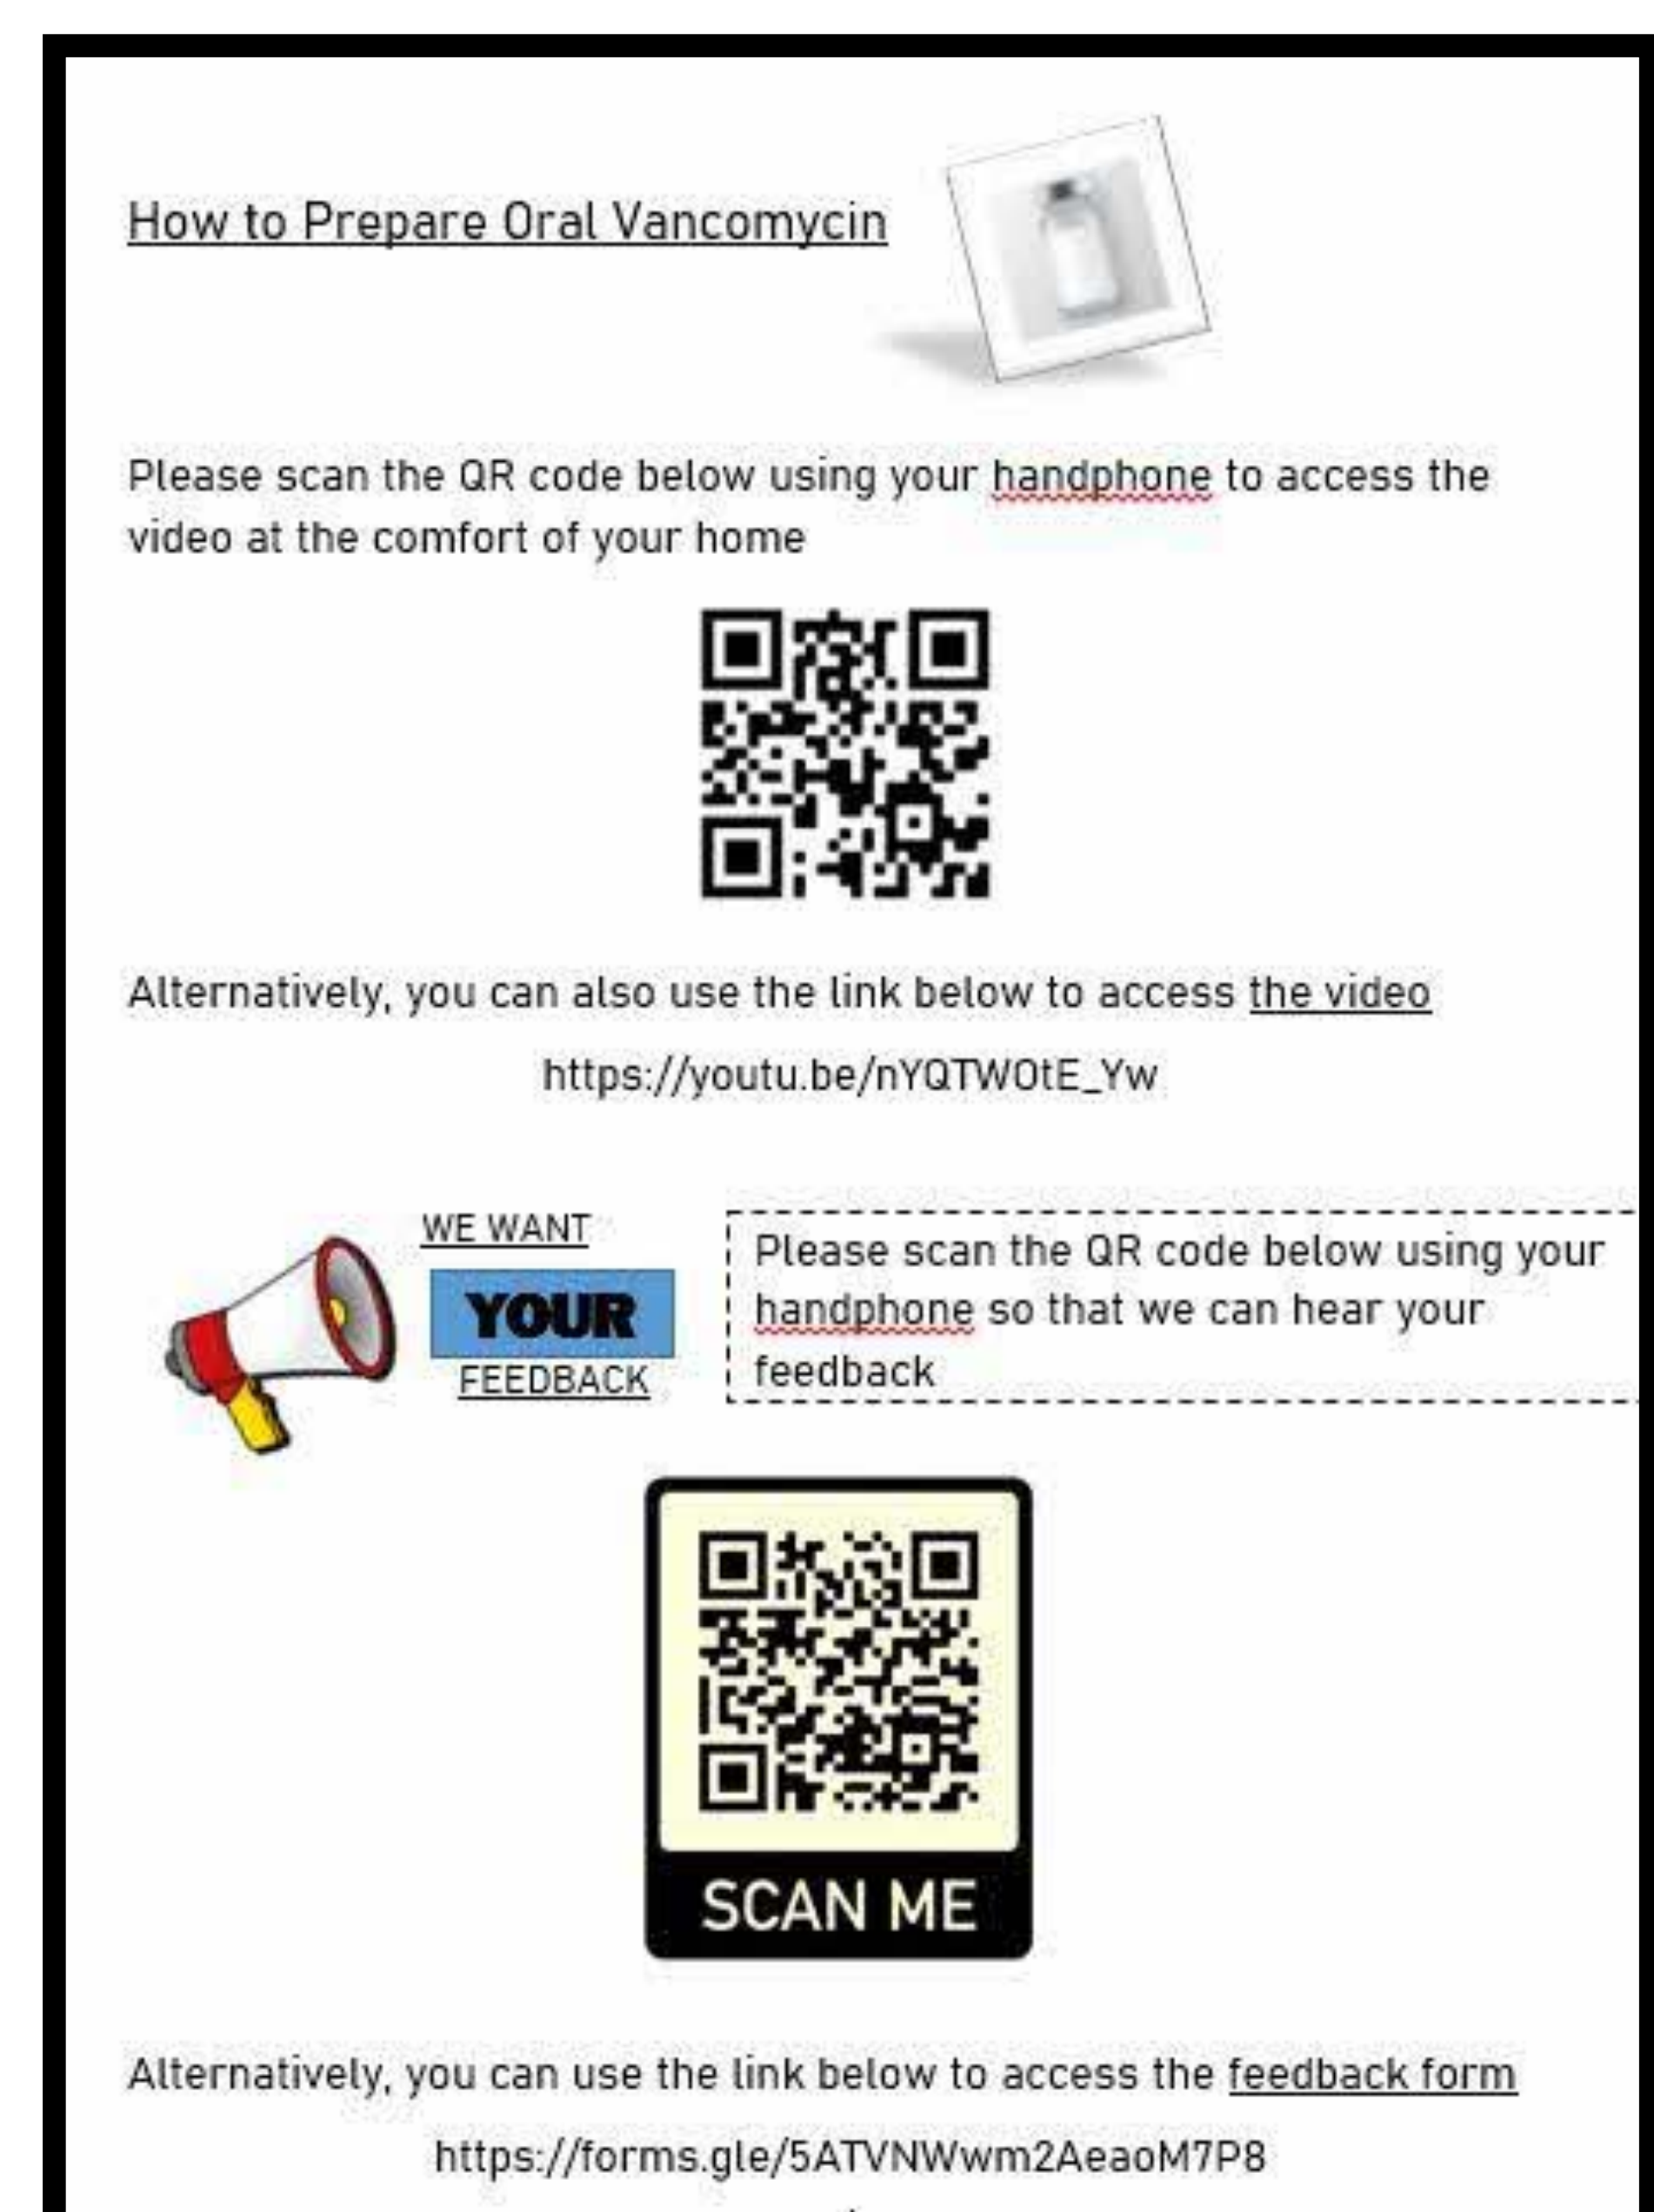 How to Prepare Oral Vancomycin
Please scan the QR code below using your handphone to access the
video at the comfort of your home
Alternatively, you can also use the link below to access the video
https://youtu.be/nYQTWOtE_Yw
WE WANT
YOUR
FEEDBACK
Please scan the QR code below using your
handphone so that we can hear your
feedback
SCAN ME
Alternatively, you can use the link below to access the feedback form
https://forms.gle/5ATVNWwm2AeaoM7P8